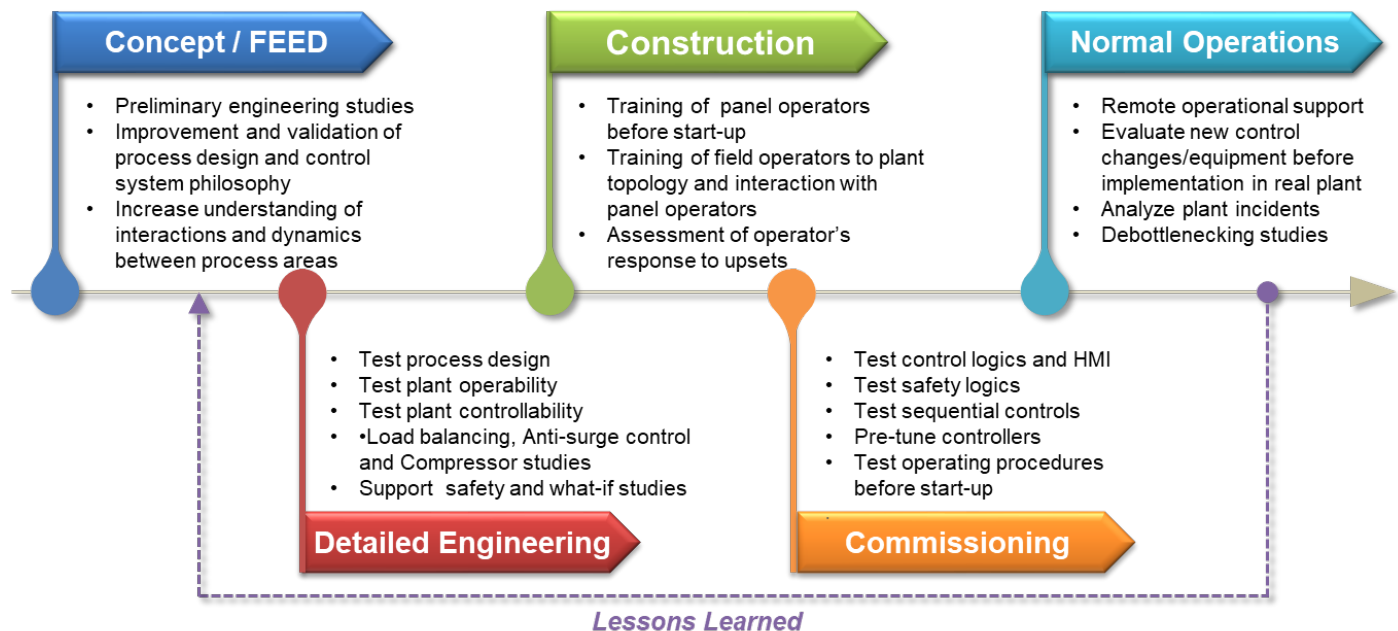 Concept / FEED
• Preliminary engineering studies
• Improvement and validation of
process design and control
system philosophy
• Increase understanding of
interactions and dynamics
between process areas
Construction
• Training of panel operators
before start-up
• Training of field operators to plant
topology and interaction with
panel operators
• Assessment of operator’s
response to upsets
Normal Operations
• Remote operational support
• Evaluate new control
changes/equipment before
implementation in real plant
• Analyze plant incidents
• Debottlenecking studies
• Test process design
• Test plant operability
• Test plant controllability
• •Load balancing, Anti-surge control
and Compressor studies
• Support safety and what-if studies
Detailed Engineering
• Test control logics and HMI
• Test safety logics
• Test sequential controls
• Pre-tune controllers
• Test operating procedures
before start-up
Commissioning
Lessons Learned